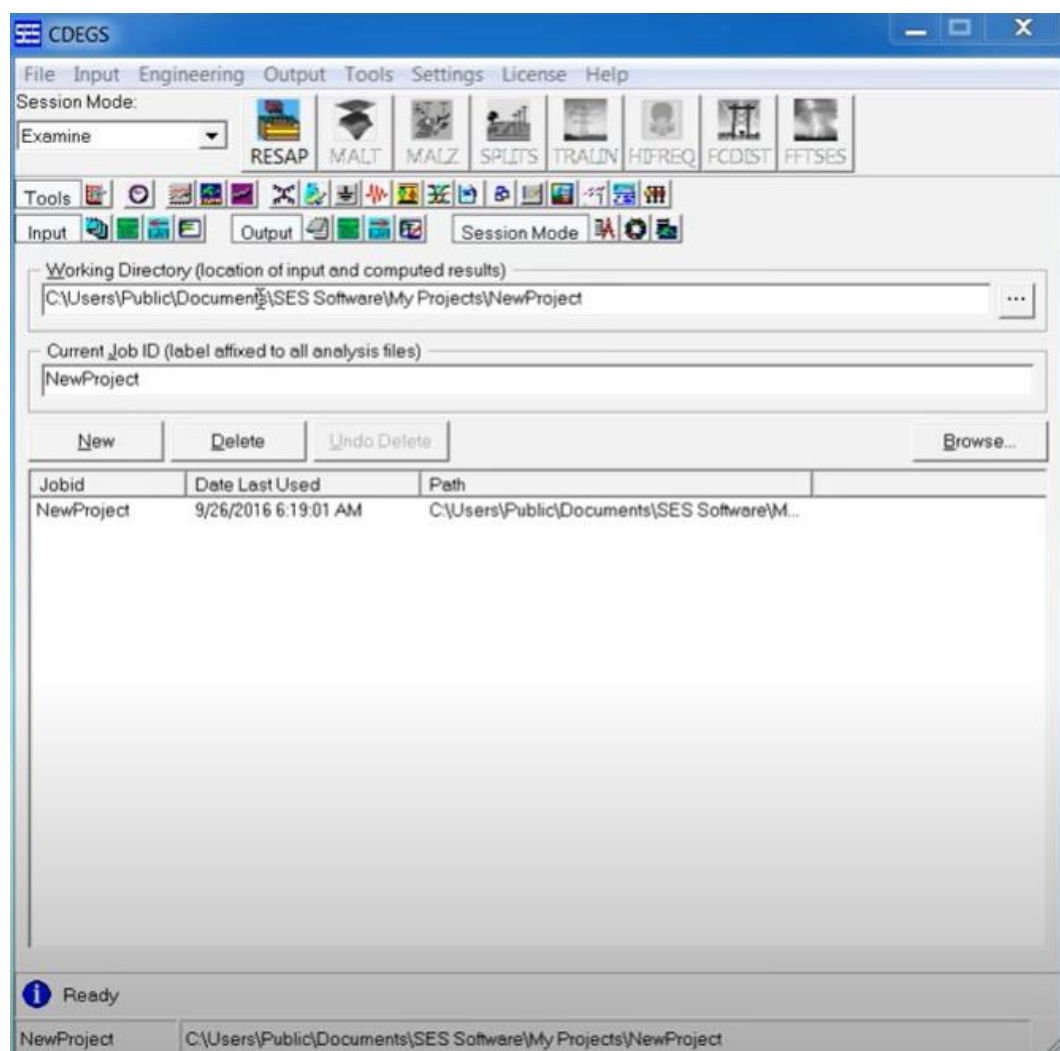 SES CDEGS
File Input Engineering Output Tools Settings License Help
Session Mode:
Examine
RESAP MALT MALZ SPLITS TRALIN HIFREQ FCDIST FFTSES
Tools
Input Output Session Mode
Working Directory (location of input and computed results)
C:\Users\Public\Documents\SES Software\My Projects\NewProject
...
Current Job ID (label affixed to all analysis files)
NewProject
New Delete Undo Delete Browse...
Jobid Date Last Used Path
NewProject 9/26/2016 6:19:01 AM C:\Users\Public\Documents\SES Software\M...
Ready
NewProject C:\Users\Public\Documents\SES Software\My Projects\NewProject